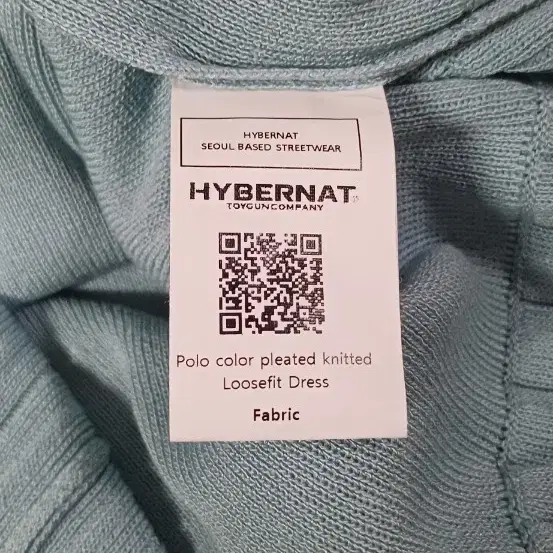 HYBERNAT
SEOUL BASED STREETWEAR
HYBERNAT
TOYGUNCOMPANY
Polo color pleated knitted
Loosefit Dress
Fabric